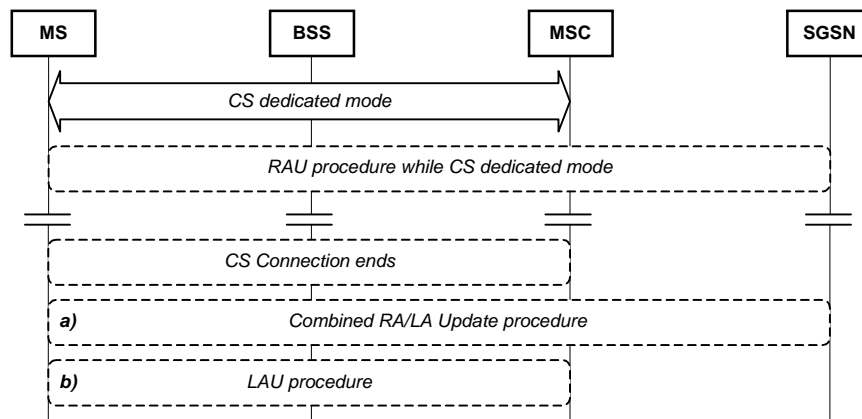 MS BSS MSC SGSN
CS dedicated mode
RAU procedure while CS dedicated mode
CS Connection ends
a) Combined RA/LA Update procedure
b) LAU procedure